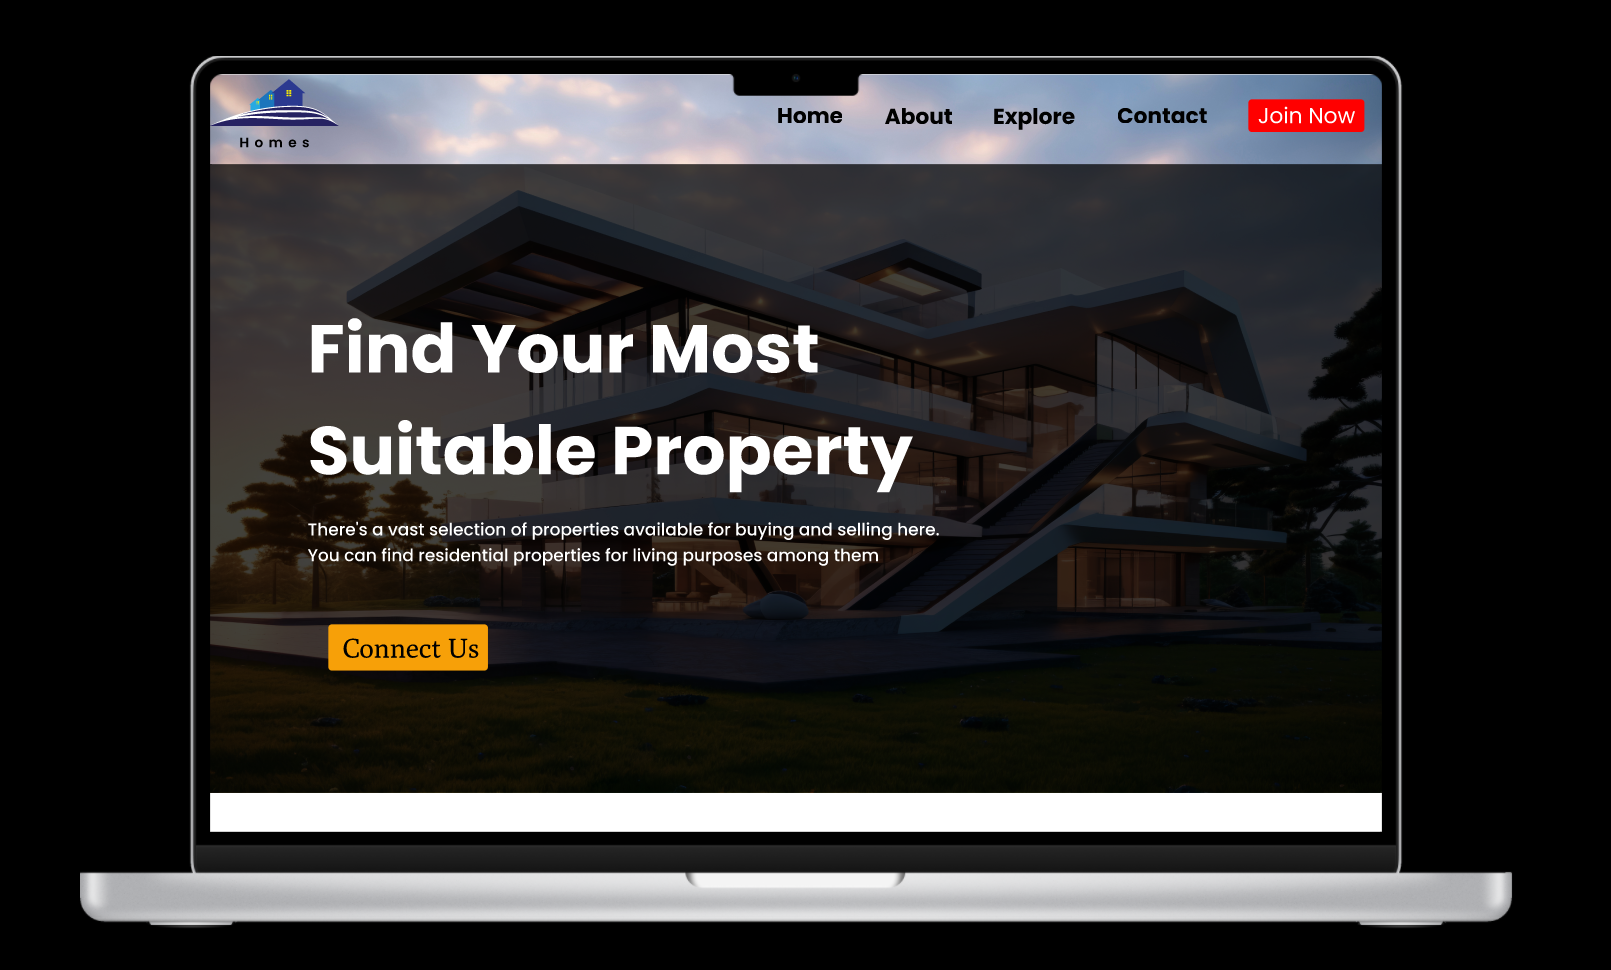 Homes
Home About Explore Contact Join Now
Find Your Most
Suitable Property
There's a vast selection of properties available for buying and selling here.
You can find residential properties for living purposes among them
Connect Us